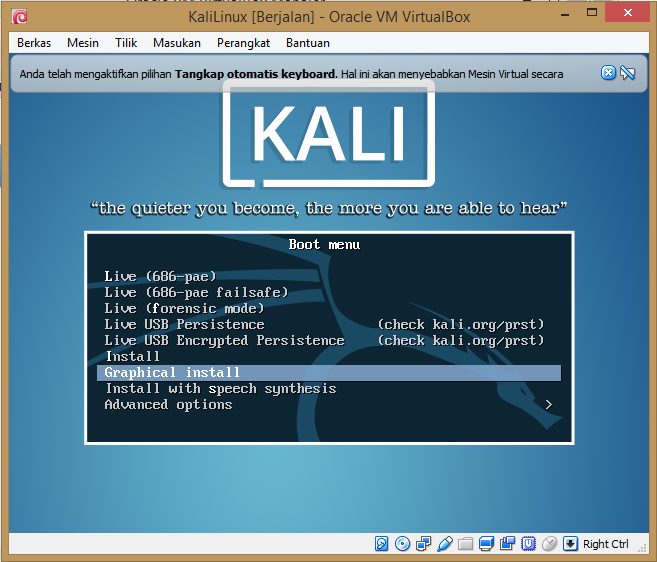 KaliLinux [Berjalan] - Oracle VM VirtualBox
Berkas Mesin Tilik Masukan Perangkat Bantuan
Anda telah mengaktifkan pilihan Tangkap otomatis keyboard. Hal ini akan menyebabkan Mesin Virtual secara
KALI
“the quieter you become, the more you are able to hear”
Boot menu
Live (686-pae)
Live (686-pae failsafe)
Live (forensic mode)
Live USB Persistence (check kali.org/prst)
Live USB Encrypted Persistence (check kali.org/prst)
Install
Graphical install
Install with speech synthesis
Advanced options >
Right Ctrl